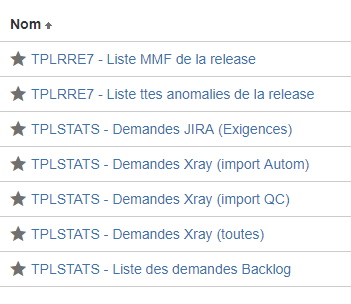 Nom
TPLRRE7 - Liste MMF de la release
TPLRRE7 - Liste ttes anomalies de la release
TPLSTATS - Demandes JIRA (Exigences)
TPLSTATS - Demandes Xray (import Autom)
TPLSTATS - Demandes Xray (import QC)
TPLSTATS - Demandes Xray (toutes)
TPLSTATS - Liste des demandes Backlog